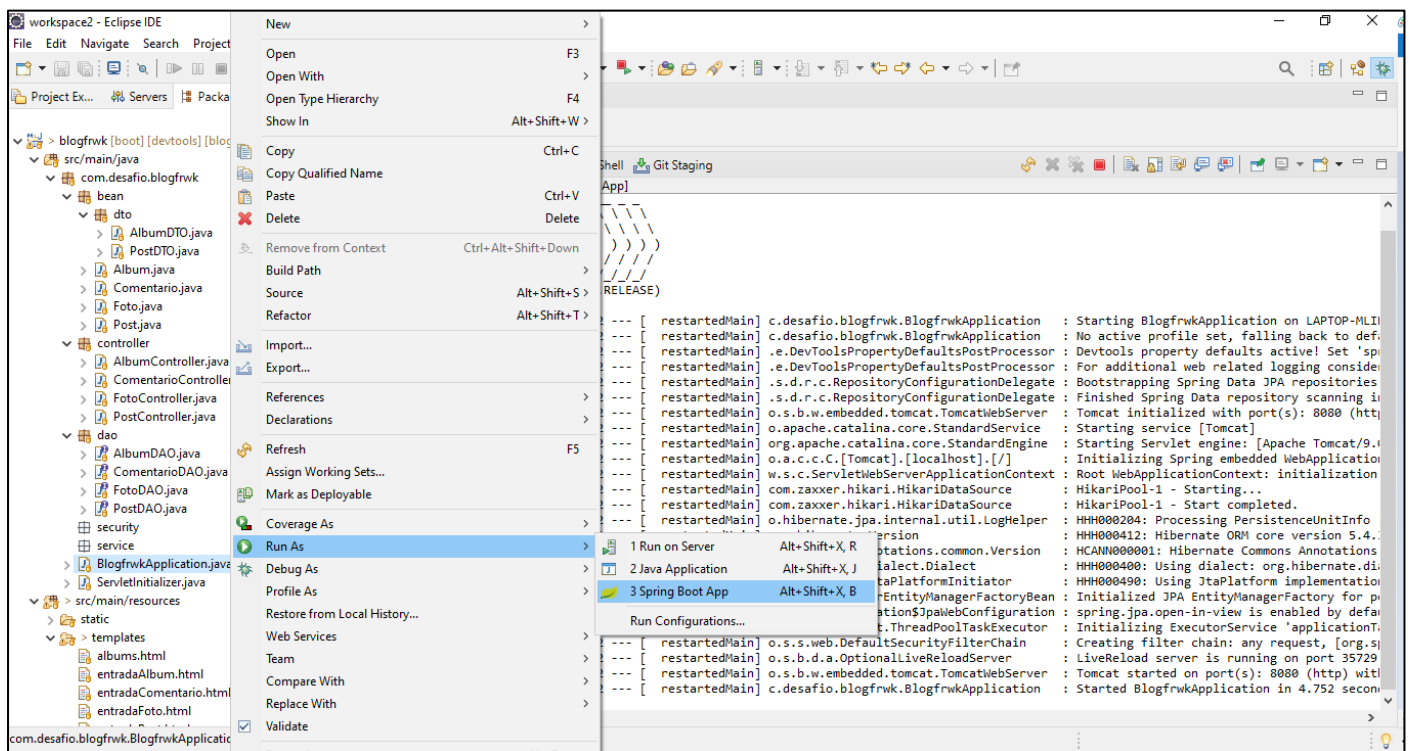 workspace2 - Eclipse IDE
File Edit Navigate Search Project
Project Ex... Servers Packa
> blogfrwk [boot] [devtools] [blog
src/main/java
com.desafio.blogfrwk
bean
dto
AlbumDTO.java
PostDTO.java
Album.java
Comentario.java
Foto.java
Post.java
controller
AlbumController.java
ComentarioController
FotoController.java
PostController.java
dao
AlbumDAO.java
ComentarioDAO.java
FotoDAO.java
PostDAO.java
security
service
BlogfrwkApplication.java
ServletInitializer.java
> src/main/resources
static
> templates
albums.html
entradaAlbum.html
entradaComentario.html
entradaFoto.html
com.desafio.blogfrwk.BlogfrwkApplicatio
New >
Open F3
Open With >
Open Type Hierarchy F4
Show In Alt+Shift+W >
Copy Ctrl+C
Copy Qualified Name
Paste Ctrl+V
Delete Delete
Remove from Context Ctrl+Alt+Shift+Down
Build Path >
Source Alt+Shift+S >
Refactor Alt+Shift+T >
Import...
Export...
References >
Declarations >
Refresh F5
Assign Working Sets...
Mark as Deployable
Coverage As >
Run As >
Debug As >
Profile As >
Restore from Local History...
Web Services >
Team >
Compare With >
Replace With >
Validate
1 Run on Server Alt+Shift+X, R
2 Java Application Alt+Shift+X, J
3 Spring Boot App Alt+Shift+X, B
Run Configurations...
Shell Git Staging
App]
RELEASE)
--- [ restartedMain] c.desafio.blogfrwk.BlogfrwkApplication : Starting BlogfrwkApplication on LAPTOP-MLI
--- [ restartedMain] c.desafio.blogfrwk.BlogfrwkApplication : No active profile set, falling back to defa
--- [ restartedMain] .e.DevToolsPropertyDefaultsPostProcessor : Devtools property defaults active! Set 'spr
--- [ restartedMain] .e.DevToolsPropertyDefaultsPostProcessor : For additional web related logging consider
--- [ restartedMain] .s.d.r.c.RepositoryConfigurationDelegate : Bootstrapping Spring Data JPA repositories
--- [ restartedMain] .s.d.r.c.RepositoryConfigurationDelegate : Finished Spring Data repository scanning in
--- [ restartedMain] o.s.b.w.embedded.tomcat.TomcatWebServer : Tomcat initialized with port(s): 8080 (http
--- [ restartedMain] o.apache.catalina.core.StandardService : Starting service [Tomcat]
--- [ restartedMain] org.apache.catalina.core.StandardEngine : Starting Servlet engine: [Apache Tomcat/9.0
--- [ restartedMain] o.a.c.c.C.[Tomcat].[localhost].[/] : Initializing Spring embedded WebApplication
--- [ restartedMain] w.s.c.ServletWebServerApplicationContext : Root WebApplicationContext: initialization
--- [ restartedMain] com.zaxxer.hikari.HikariDataSource : HikariPool-1 - Starting...
--- [ restartedMain] com.zaxxer.hikari.HikariDataSource : HikariPool-1 - Start completed.
--- [ restartedMain] o.hibernate.jpa.internal.util.LogHelper : HHH000204: Processing PersistenceUnitInfo
ersion : HHH000412: Hibernate ORM core version 5.4.
otations.common.Version : HCANN000001: Hibernate Commons Annotations
ialect.Dialect : HHH000400: Using dialect: org.hibernate.dia
taPlatformInitiator : HHH000490: Using JtaPlatform implementation
rEntityManagerFactoryBean : Initialized JPA EntityManagerFactory for pe
ation$JpaWebConfiguration : spring.jpa.open-in-view is enabled by defau
t.ThreadPoolTaskExecutor : Initializing ExecutorService 'applicationTa
--- [ restartedMain] o.s.s.web.DefaultSecurityFilterChain : Creating filter chain: any request, [org.sp
--- [ restartedMain] o.s.b.d.a.OptionalLiveReloadServer : LiveReload server is running on port 35729
--- [ restartedMain] o.s.b.w.embedded.tomcat.TomcatWebServer : Tomcat started on port(s): 8080 (http) with
--- [ restartedMain] c.desafio.blogfrwk.BlogfrwkApplication : Started BlogfrwkApplication in 4.752 secon